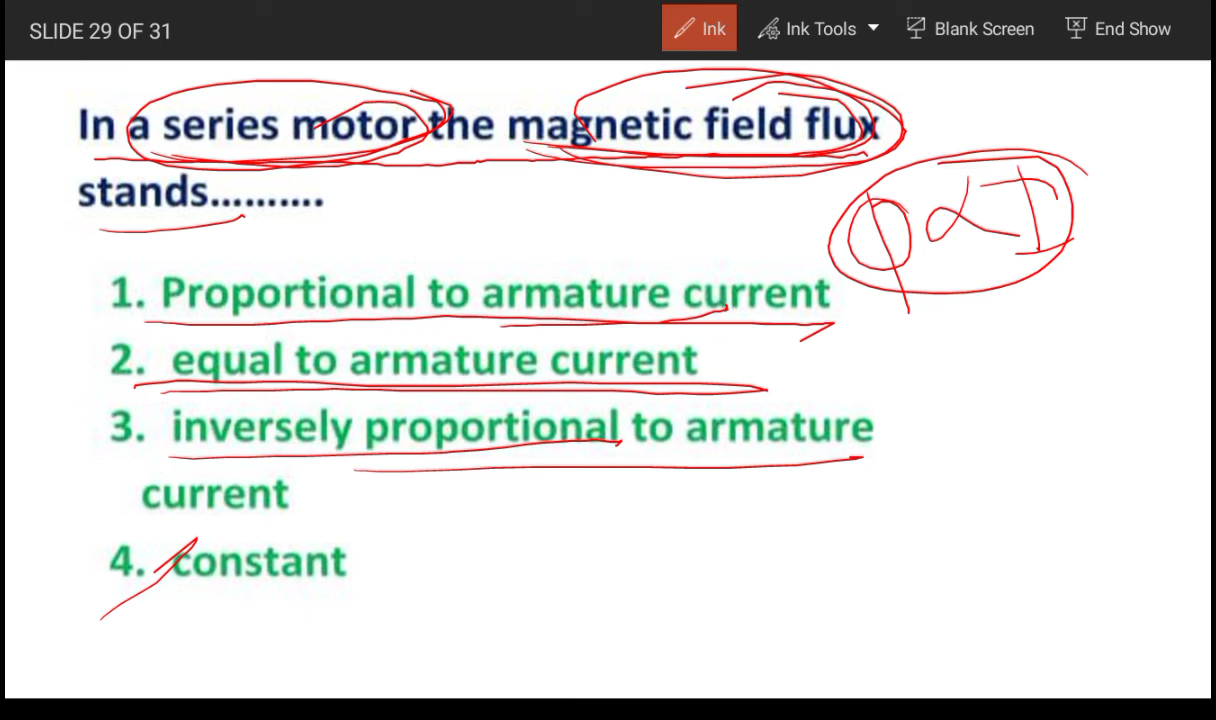 SLIDE 29 OF 31
Ink
Ink Tools
Blank Screen
End Show
In a series motor the magnetic field flux
stands..........
Φ ∝ I
1. Proportional to armature current
2. equal to armature current
3. inversely proportional to armature
current
4. constant